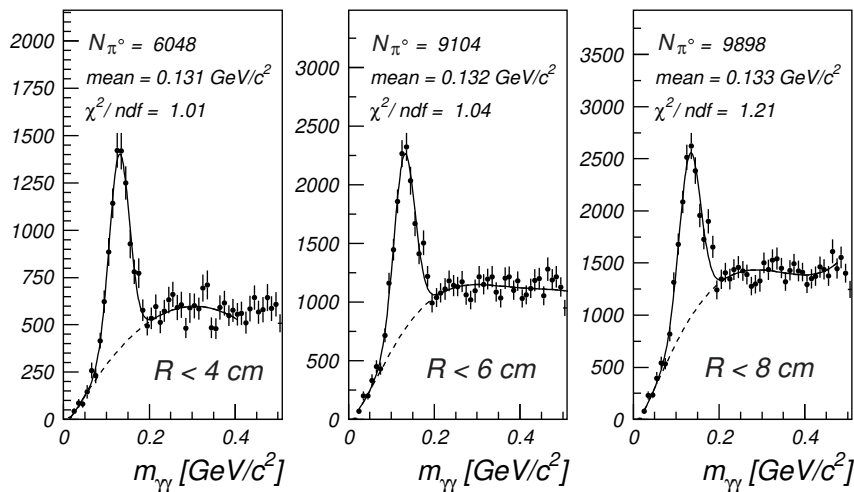 N_π° = 6048
mean = 0.131 GeV/c²
χ²/ ndf = 1.01
2000
1750
1500
1250
1000
750
500
250
0
R < 4 cm
0 0.2 0.4
m_γγ [GeV/c²]
N_π° = 9104
mean = 0.132 GeV/c²
χ²/ ndf = 1.04
3000
2500
2000
1500
1000
500
0
R < 6 cm
0 0.2 0.4
m_γγ [GeV/c²]
N_π° = 9898
mean = 0.133 GeV/c²
χ²/ ndf = 1.21
3500
3000
2500
2000
1500
1000
500
0
R < 8 cm
0 0.2 0.4
m_γγ [GeV/c²]